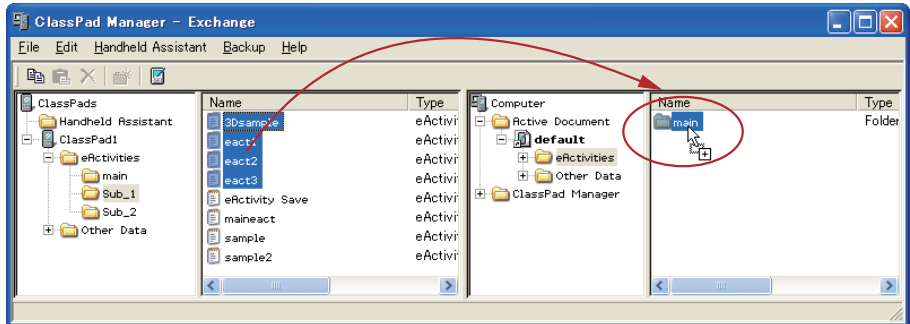 ClassPad Manager - Exchange
File Edit Handheld Assistant Backup Help
ClassPads
Handheld Assistant
ClassPad1
eActivities
main
Sub_1
Sub_2
Other Data
Name Type
3Dsample eActivi
eact1 eActivi
eact2 eActivi
eact3 eActivi
eActivity Save eActivi
maineact eActivi
sample eActivi
sample2 eActivi
Computer
Active Document
default
eActivities
Other Data
ClassPad Manager
Name Type
main Folder